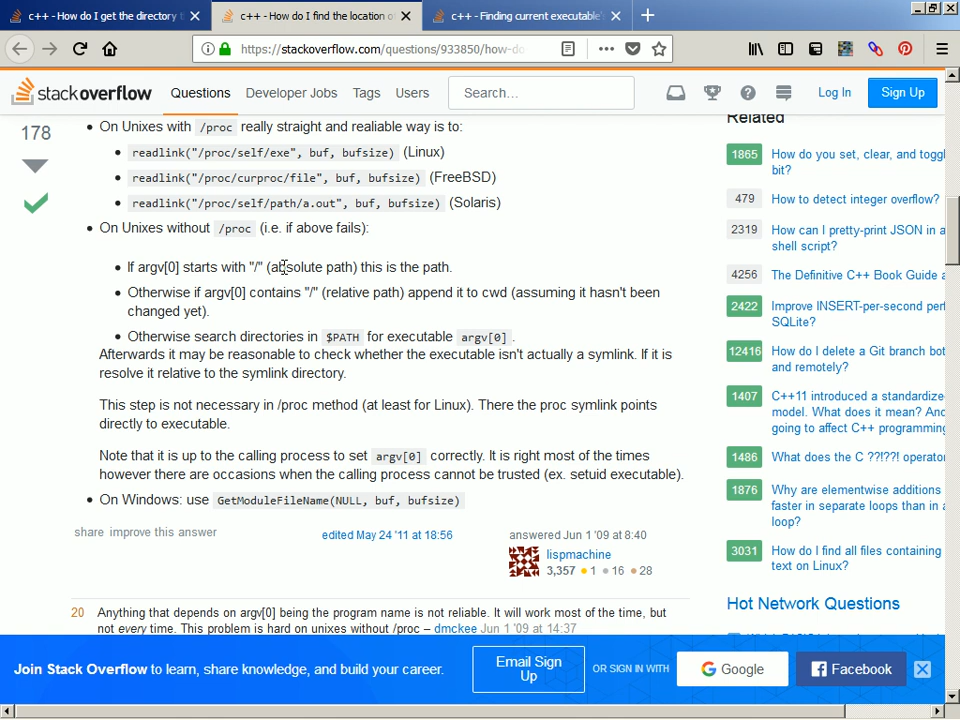 c++ - How do I get the directory t
c++ - How do I find the location o
c++ - Finding current executable'
https://stackoverflow.com/questions/933850/how-do
stackoverflow
Questions
Developer Jobs
Tags
Users
Search...
Log In
Sign Up
178
On Unixes with /proc really straight and realiable way is to:
readlink("/proc/self/exe", buf, bufsize) (Linux)
readlink("/proc/curproc/file", buf, bufsize) (FreeBSD)
readlink("/proc/self/path/a.out", buf, bufsize) (Solaris)
On Unixes without /proc (i.e. if above fails):
If argv[0] starts with "/" (absolute path) this is the path.
Otherwise if argv[0] contains "/" (relative path) append it to cwd (assuming it hasn't been
changed yet).
Otherwise search directories in $PATH for executable argv[0].
Afterwards it may be reasonable to check whether the executable isn't actually a symlink. If it is
resolve it relative to the symlink directory.
This step is not necessary in /proc method (at least for Linux). There the proc symlink points
directly to executable.
Note that it is up to the calling process to set argv[0] correctly. It is right most of the times
however there are occasions when the calling process cannot be trusted (ex. setuid executable).
On Windows: use GetModuleFileName(NULL, buf, bufsize)
share improve this answer
edited May 24 '11 at 18:56
answered Jun 1 '09 at 8:40
lispmachine
3,357 1 16 28
20 Anything that depends on argv[0] being the program name is not reliable. It will work most of the time, but
not every time. This problem is hard on unixes without /proc – dmckee Jun 1 '09 at 14:37
Related
1865 How do you set, clear, and toggl
bit?
479 How to detect integer overflow?
2319 How can I pretty-print JSON in a
shell script?
4256 The Definitive C++ Book Guide a
2422 Improve INSERT-per-second perf
SQLite?
12416 How do I delete a Git branch bot
and remotely?
1407 C++11 introduced a standardize
model. What does it mean? And
going to affect C++ programming
1486 What does the C ??!??! operator
1876 Why are elementwise additions
faster in separate loops than in a
loop?
3031 How do I find all files containing
text on Linux?
Hot Network Questions
Join Stack Overflow to learn, share knowledge, and build your career.
Email Sign
Up
OR SIGN IN WITH
Google
Facebook